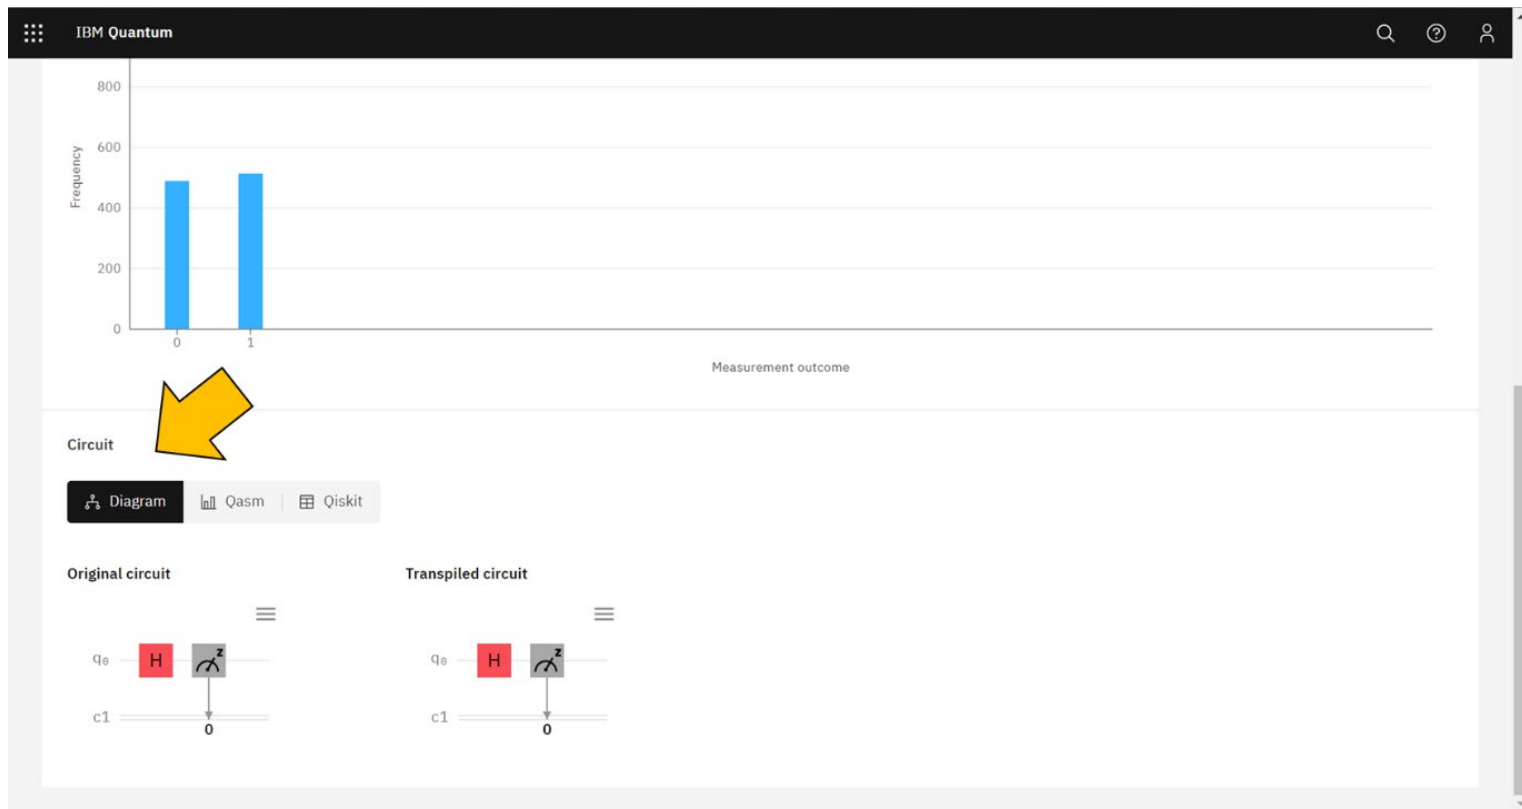 IBM Quantum
800
600
400
200
0
Frequency
0 1
Measurement outcome
Circuit
Diagram Qasm Qiskit
Original circuit Transpiled circuit
q0 H z q0 H z
c1 c1
0 0